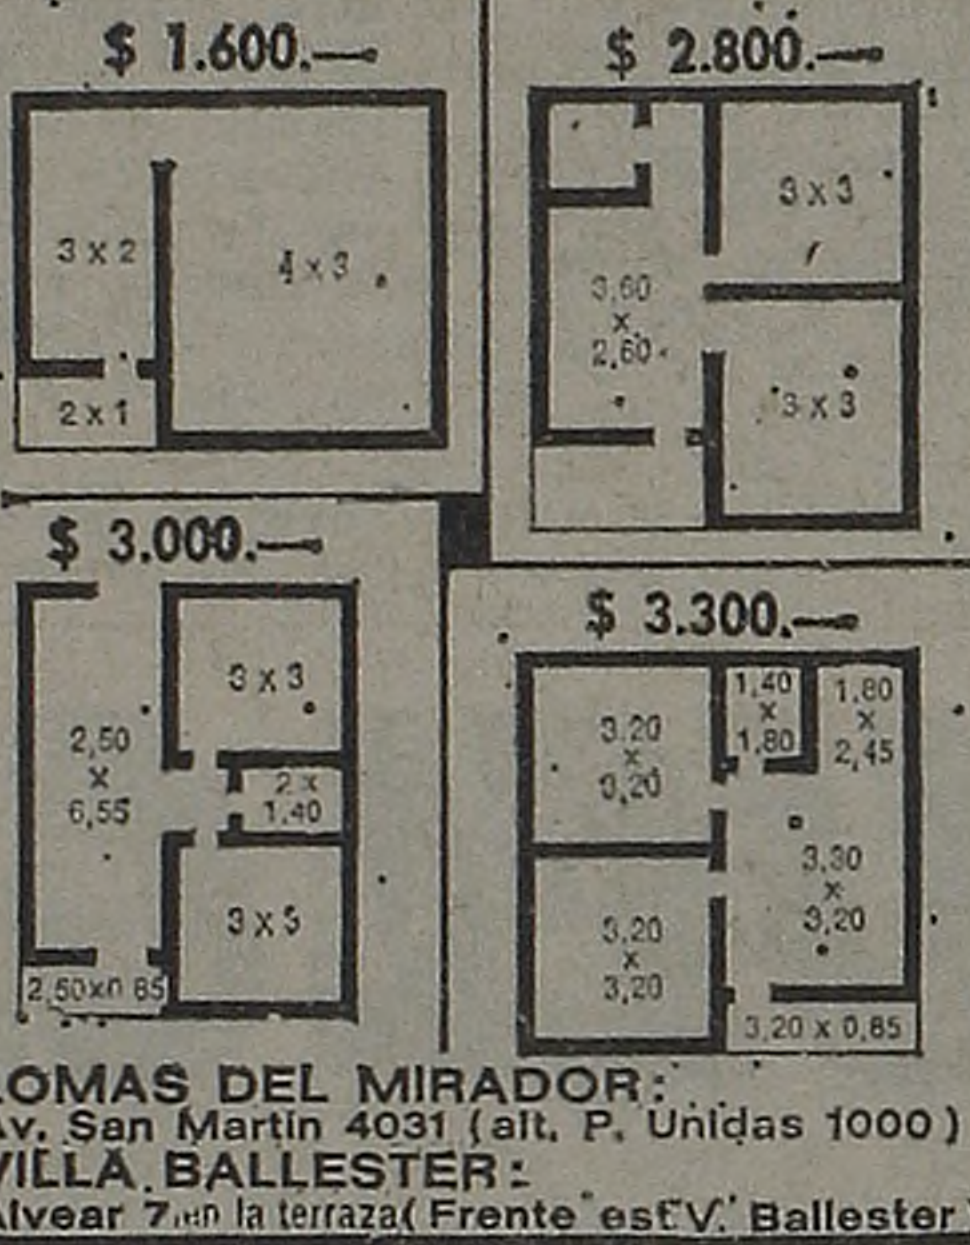 $ 1.600.—
3 x 2
4 x 3
2 x 1
$ 2.800.—
3 x 3
3,60
x
2,60
3 x 3
$ 3.000.—
3 x 3
2,50
x
6,55
2 x
1,40
3 x 3
2,50x0 85
$ 3.300.—
3.20
x
3,20
1,40
x
1,80
1,80
x
2,45
3,30
x
3,20
3,20
x
3,20
3,20 x 0,85
LOMAS DEL MIRADOR:
Av. San Martin 4031 (alt. P. Unidas 1000)
VILLA BALLESTER:
Alvear 7 en la terraza( Frente est V. Ballester)